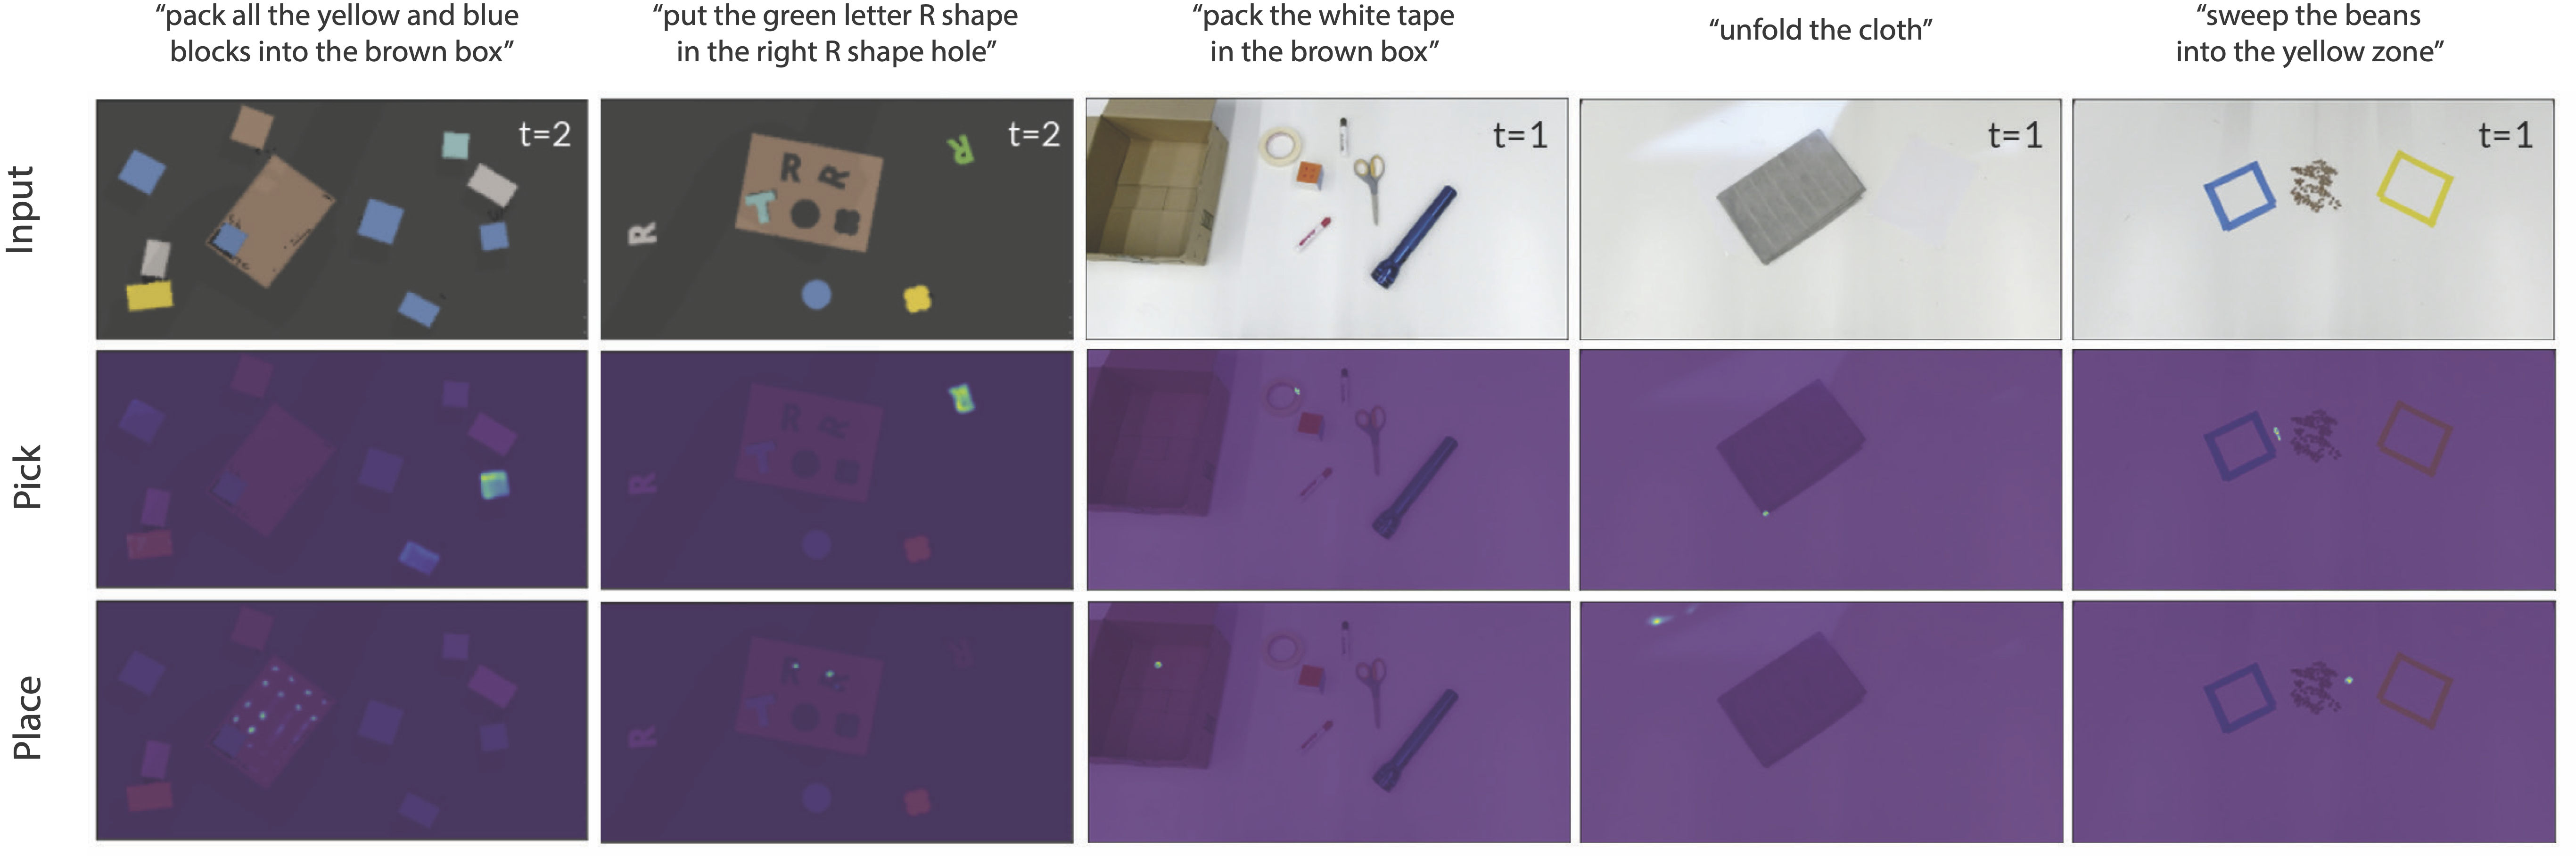 “pack all the yellow and blue
blocks into the brown box”
“put the green letter R shape
in the right R shape hole”
“pack the white tape
in the brown box”
“unfold the cloth”
“sweep the beans
into the yellow zone”
Input
t=2
t=2
t=1
t=1
t=1
R
R
R
R
T
Pick
R
R
R
R
T
Place
R
R
R
R
T